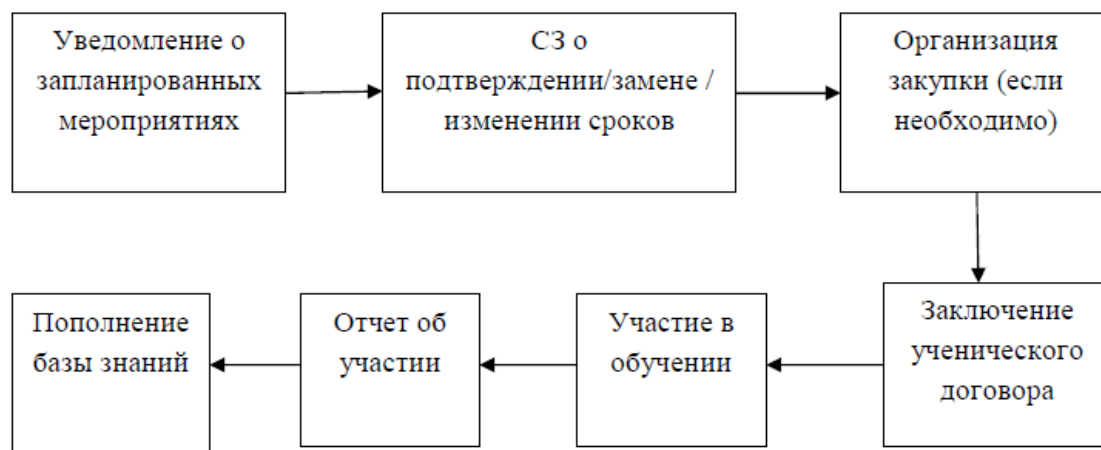 Уведомление о
запланированных
мероприятиях
СЗ о
подтверждении/замене /
изменении сроков
Организация
закупки (если
необходимо)
Заключение
ученического
договора
Участие в
обучении
Отчет об
участии
Пополнение
базы знаний